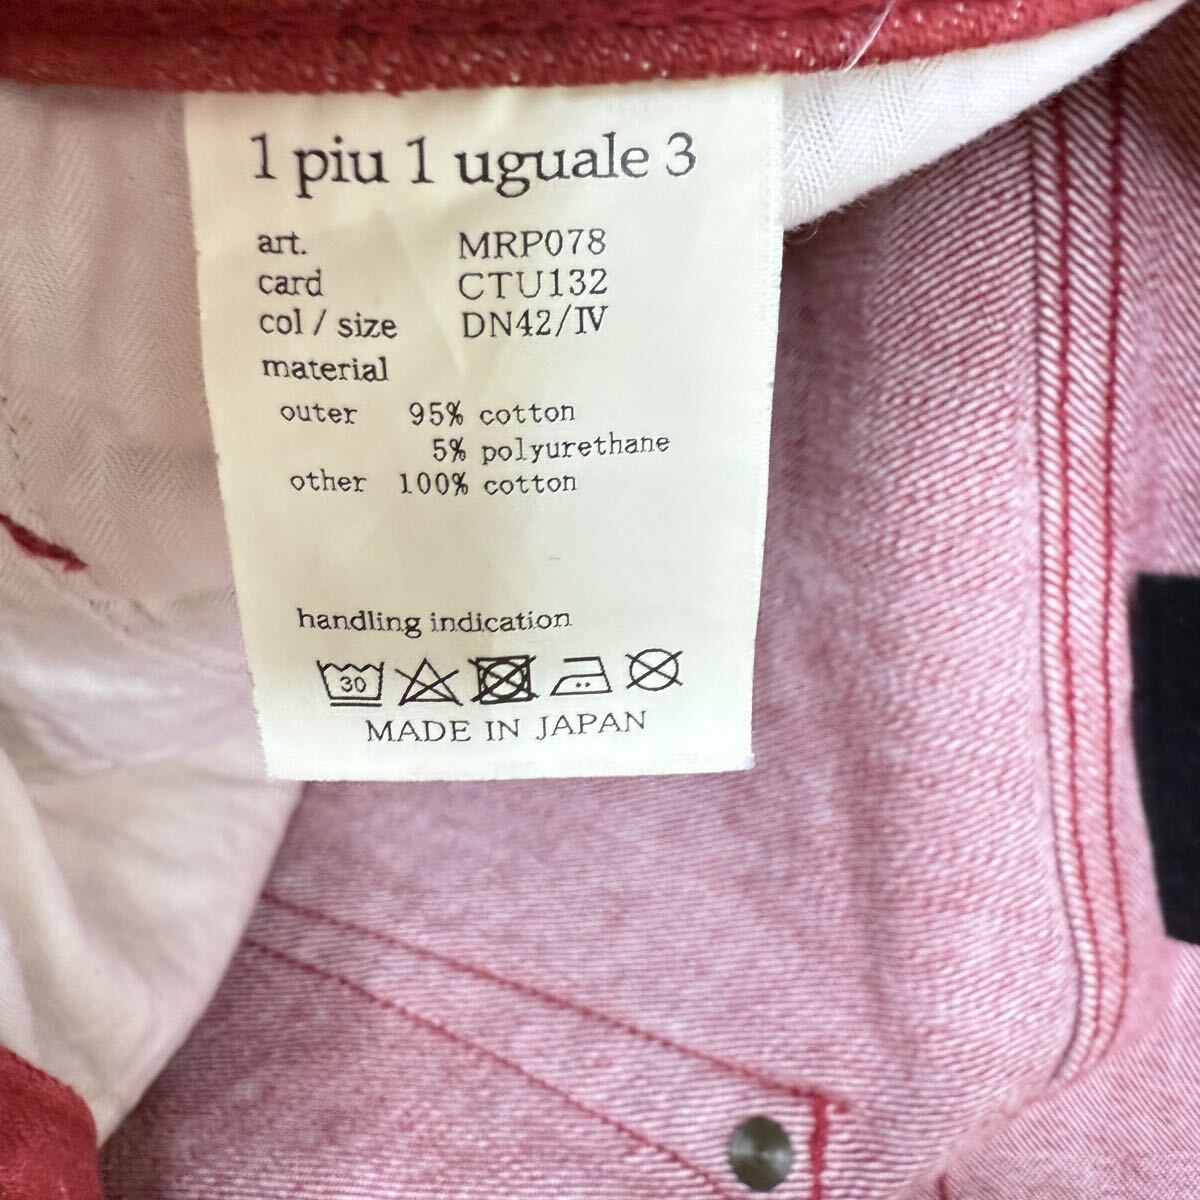 1 piu 1 uguale 3
art. MRP078
card CTU132
col / size DN42/Ⅳ
material
outer 95% cotton
5% polyurethane
other 100% cotton
handling indication
30
MADE IN JAPAN